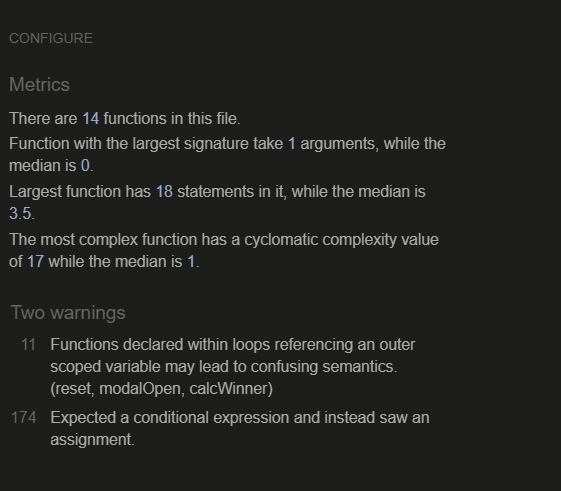 CONFIGURE
Metrics
There are 14 functions in this file.
Function with the largest signature take 1 arguments, while the
median is 0.
Largest function has 18 statements in it, while the median is
3.5.
The most complex function has a cyclomatic complexity value
of 17 while the median is 1.
Two warnings
11 Functions declared within loops referencing an outer
scoped variable may lead to confusing semantics.
(reset, modalOpen, calcWinner)
174 Expected a conditional expression and instead saw an
assignment.